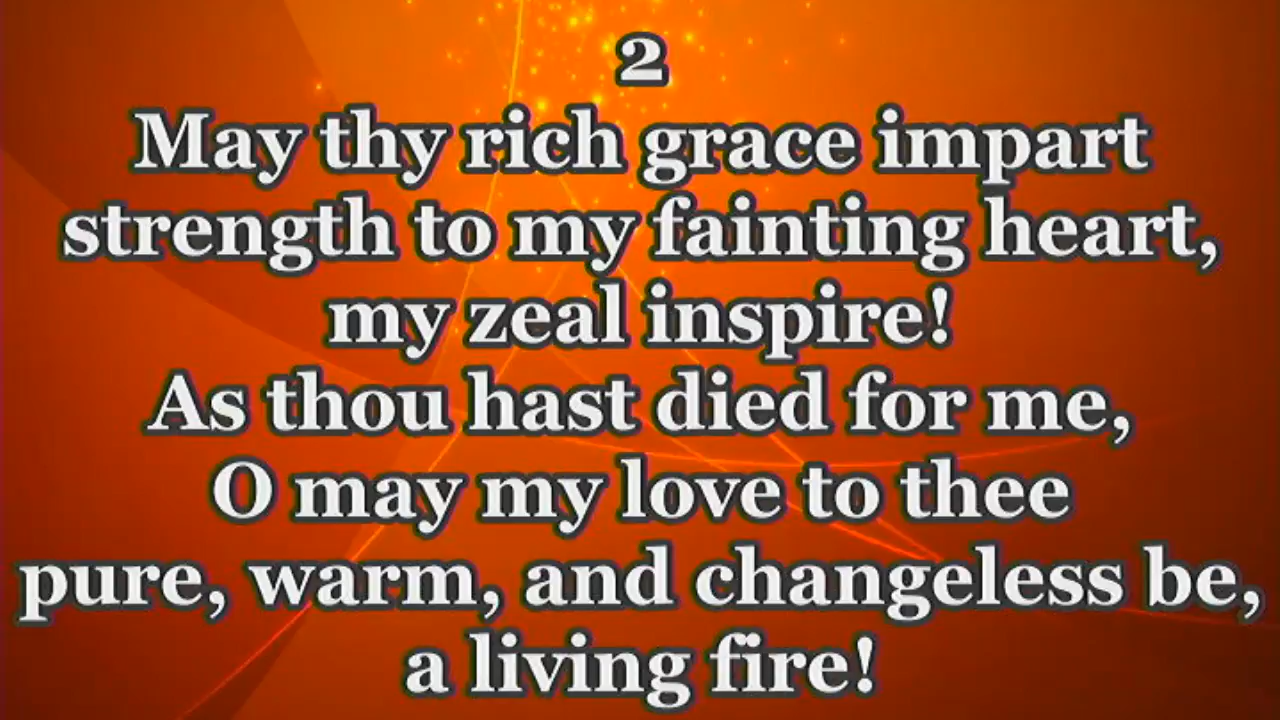 2
May thy rich grace impart
strength to my fainting heart,
my zeal inspire!
As thou hast died for me,
O may my love to thee
pure, warm, and changeless be,
a living fire!